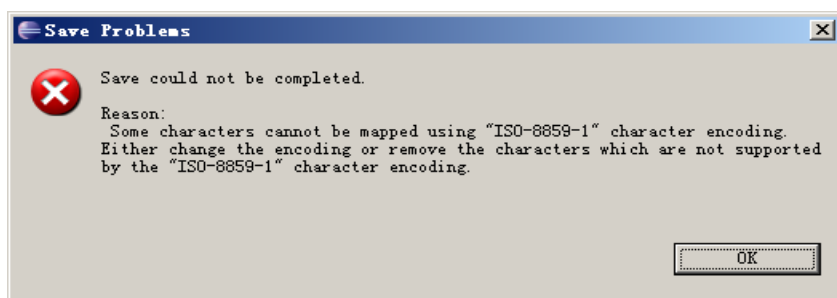 Save Problems
Save could not be completed.
Reason:
Some characters cannot be mapped using "ISO-8859-1" character encoding.
Either change the encoding or remove the characters which are not supported
by the "ISO-8859-1" character encoding.
OK